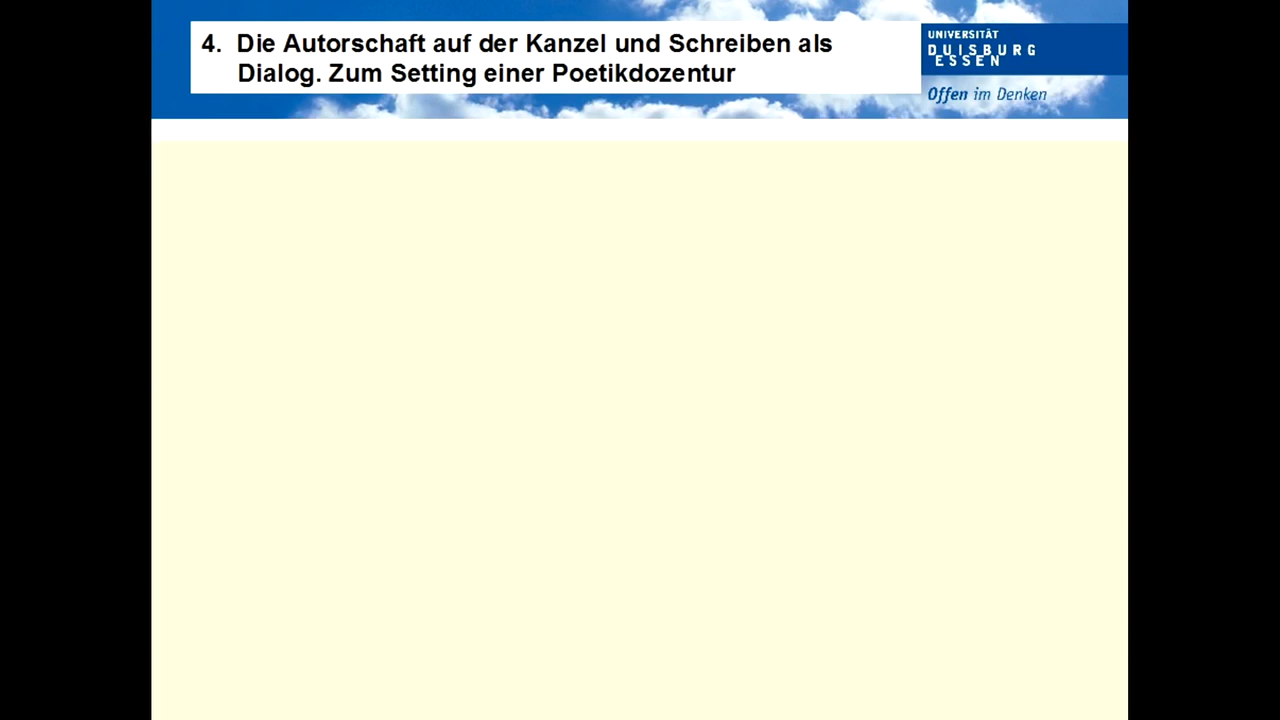 4. Die Autorschaft auf der Kanzel und Schreiben als
Dialog. Zum Setting einer Poetikdozentur
UNIVERSITÄT
DUISBURG
ESSEN
Offen im Denken